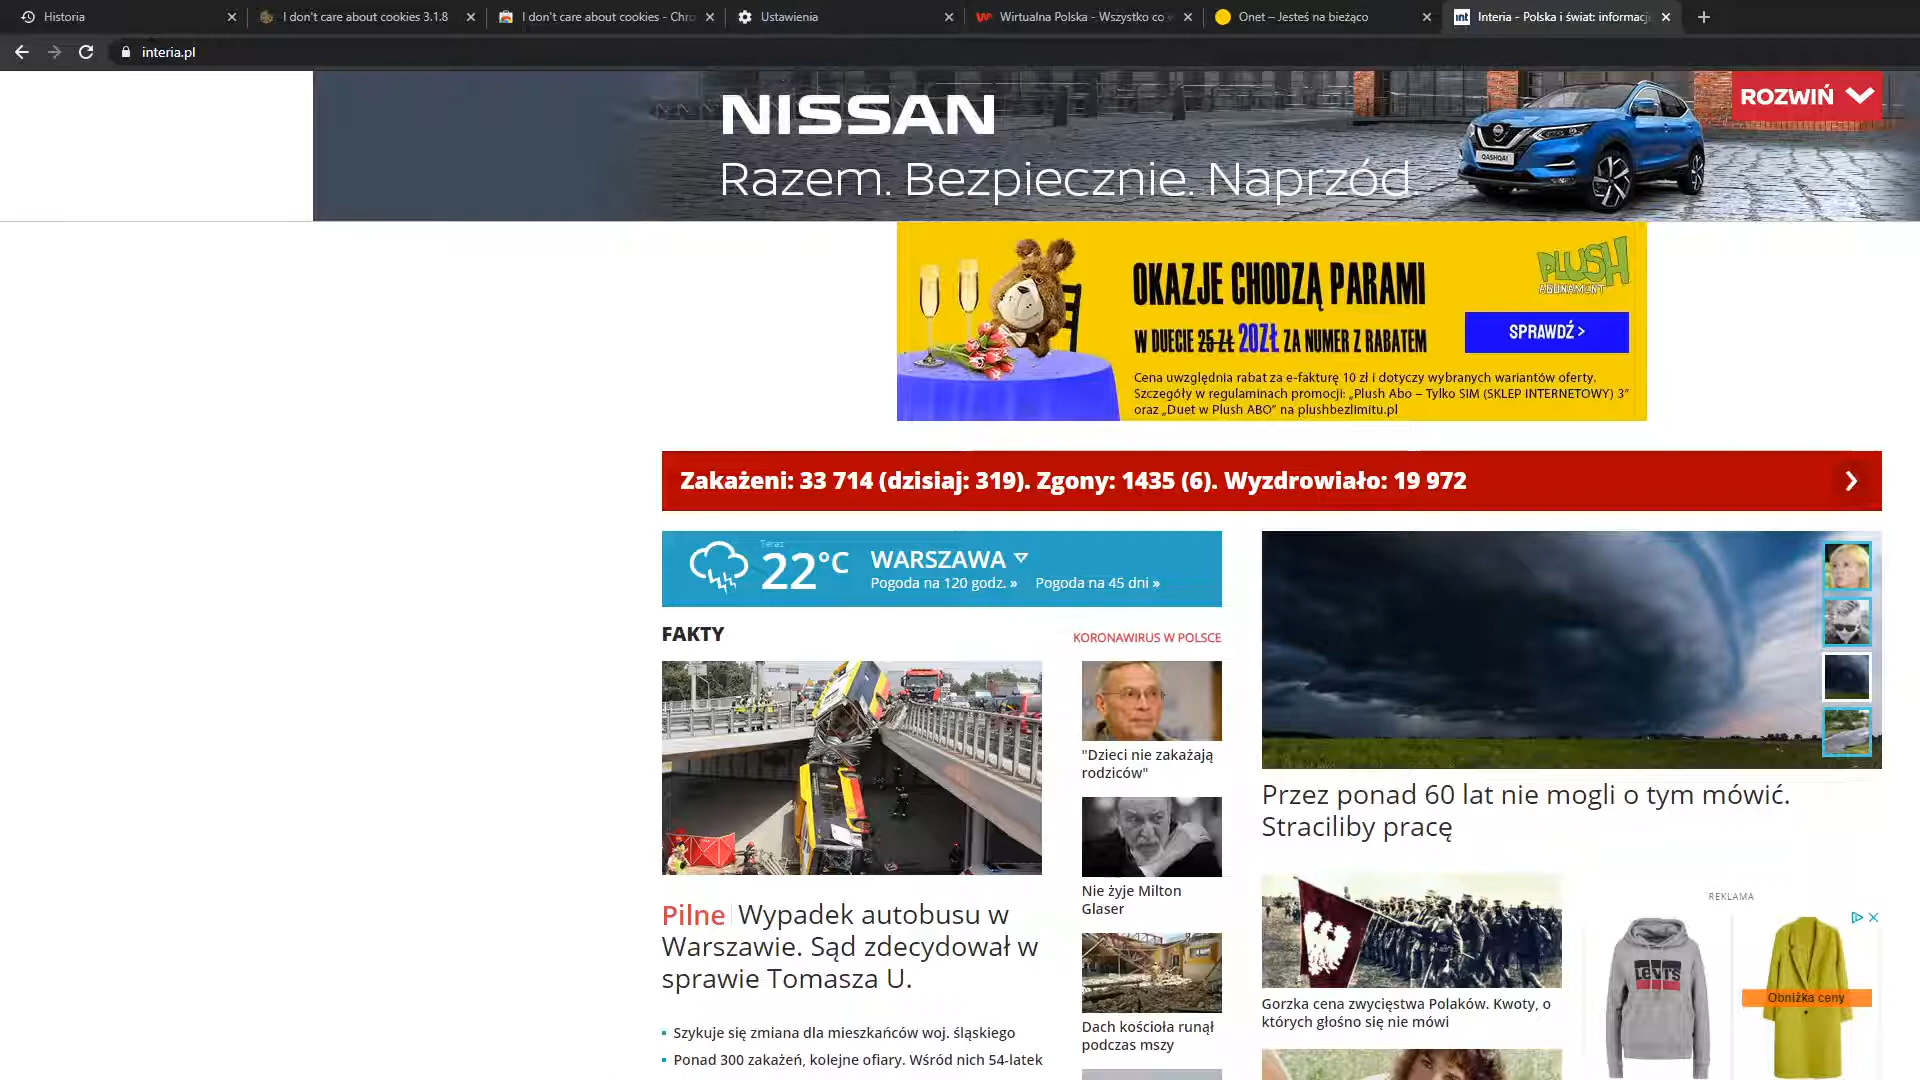 Historia
I don't care about cookies 3.1.8
I don't care about cookies - Chro
Ustawienia
Wirtualna Polska - Wszystko co w
Onet – Jesteś na bieżąco
Interia - Polska i świat: informacj
interia.pl
NISSAN
Razem. Bezpiecznie. Naprzód.
QASHQAI
ROZWIŃ
OKAZJE CHODZĄ PARAMI
W DUECIE 25 ZŁ 20ZŁ ZA NUMER Z RABATEM
PLUSH
ABONAMENT
SPRAWDŹ >
Cena uwzględnia rabat za e-fakturę 10 zł i dotyczy wybranych wariantów oferty.
Szczegóły w regulaminach promocji: „Plush Abo – Tylko SIM (SKLEP INTERNETOWY) 3”
oraz „Duet w Plush ABO” na plushbezlimitu.pl
Zakażeni: 33 714 (dzisiaj: 319). Zgony: 1435 (6). Wyzdrowiało: 19 972
Teraz
22°C
WARSZAWA
Pogoda na 120 godz. »
Pogoda na 45 dni »
FAKTY
KORONAWIRUS W POLSCE
Pilne Wypadek autobusu w
Warszawie. Sąd zdecydował w
sprawie Tomasza U.
Szykuje się zmiana dla mieszkańców woj. śląskiego
Ponad 300 zakażeń, kolejne ofiary. Wśród nich 54-latek
"Dzieci nie zakażają
rodziców"
Nie żyje Milton
Glaser
Dach kościoła runął
podczas mszy
Przez ponad 60 lat nie mogli o tym mówić.
Straciliby pracę
Gorzka cena zwycięstwa Polaków. Kwoty, o
których głośno się nie mówi
REKLAMA
LEVI'S
Obniżka ceny